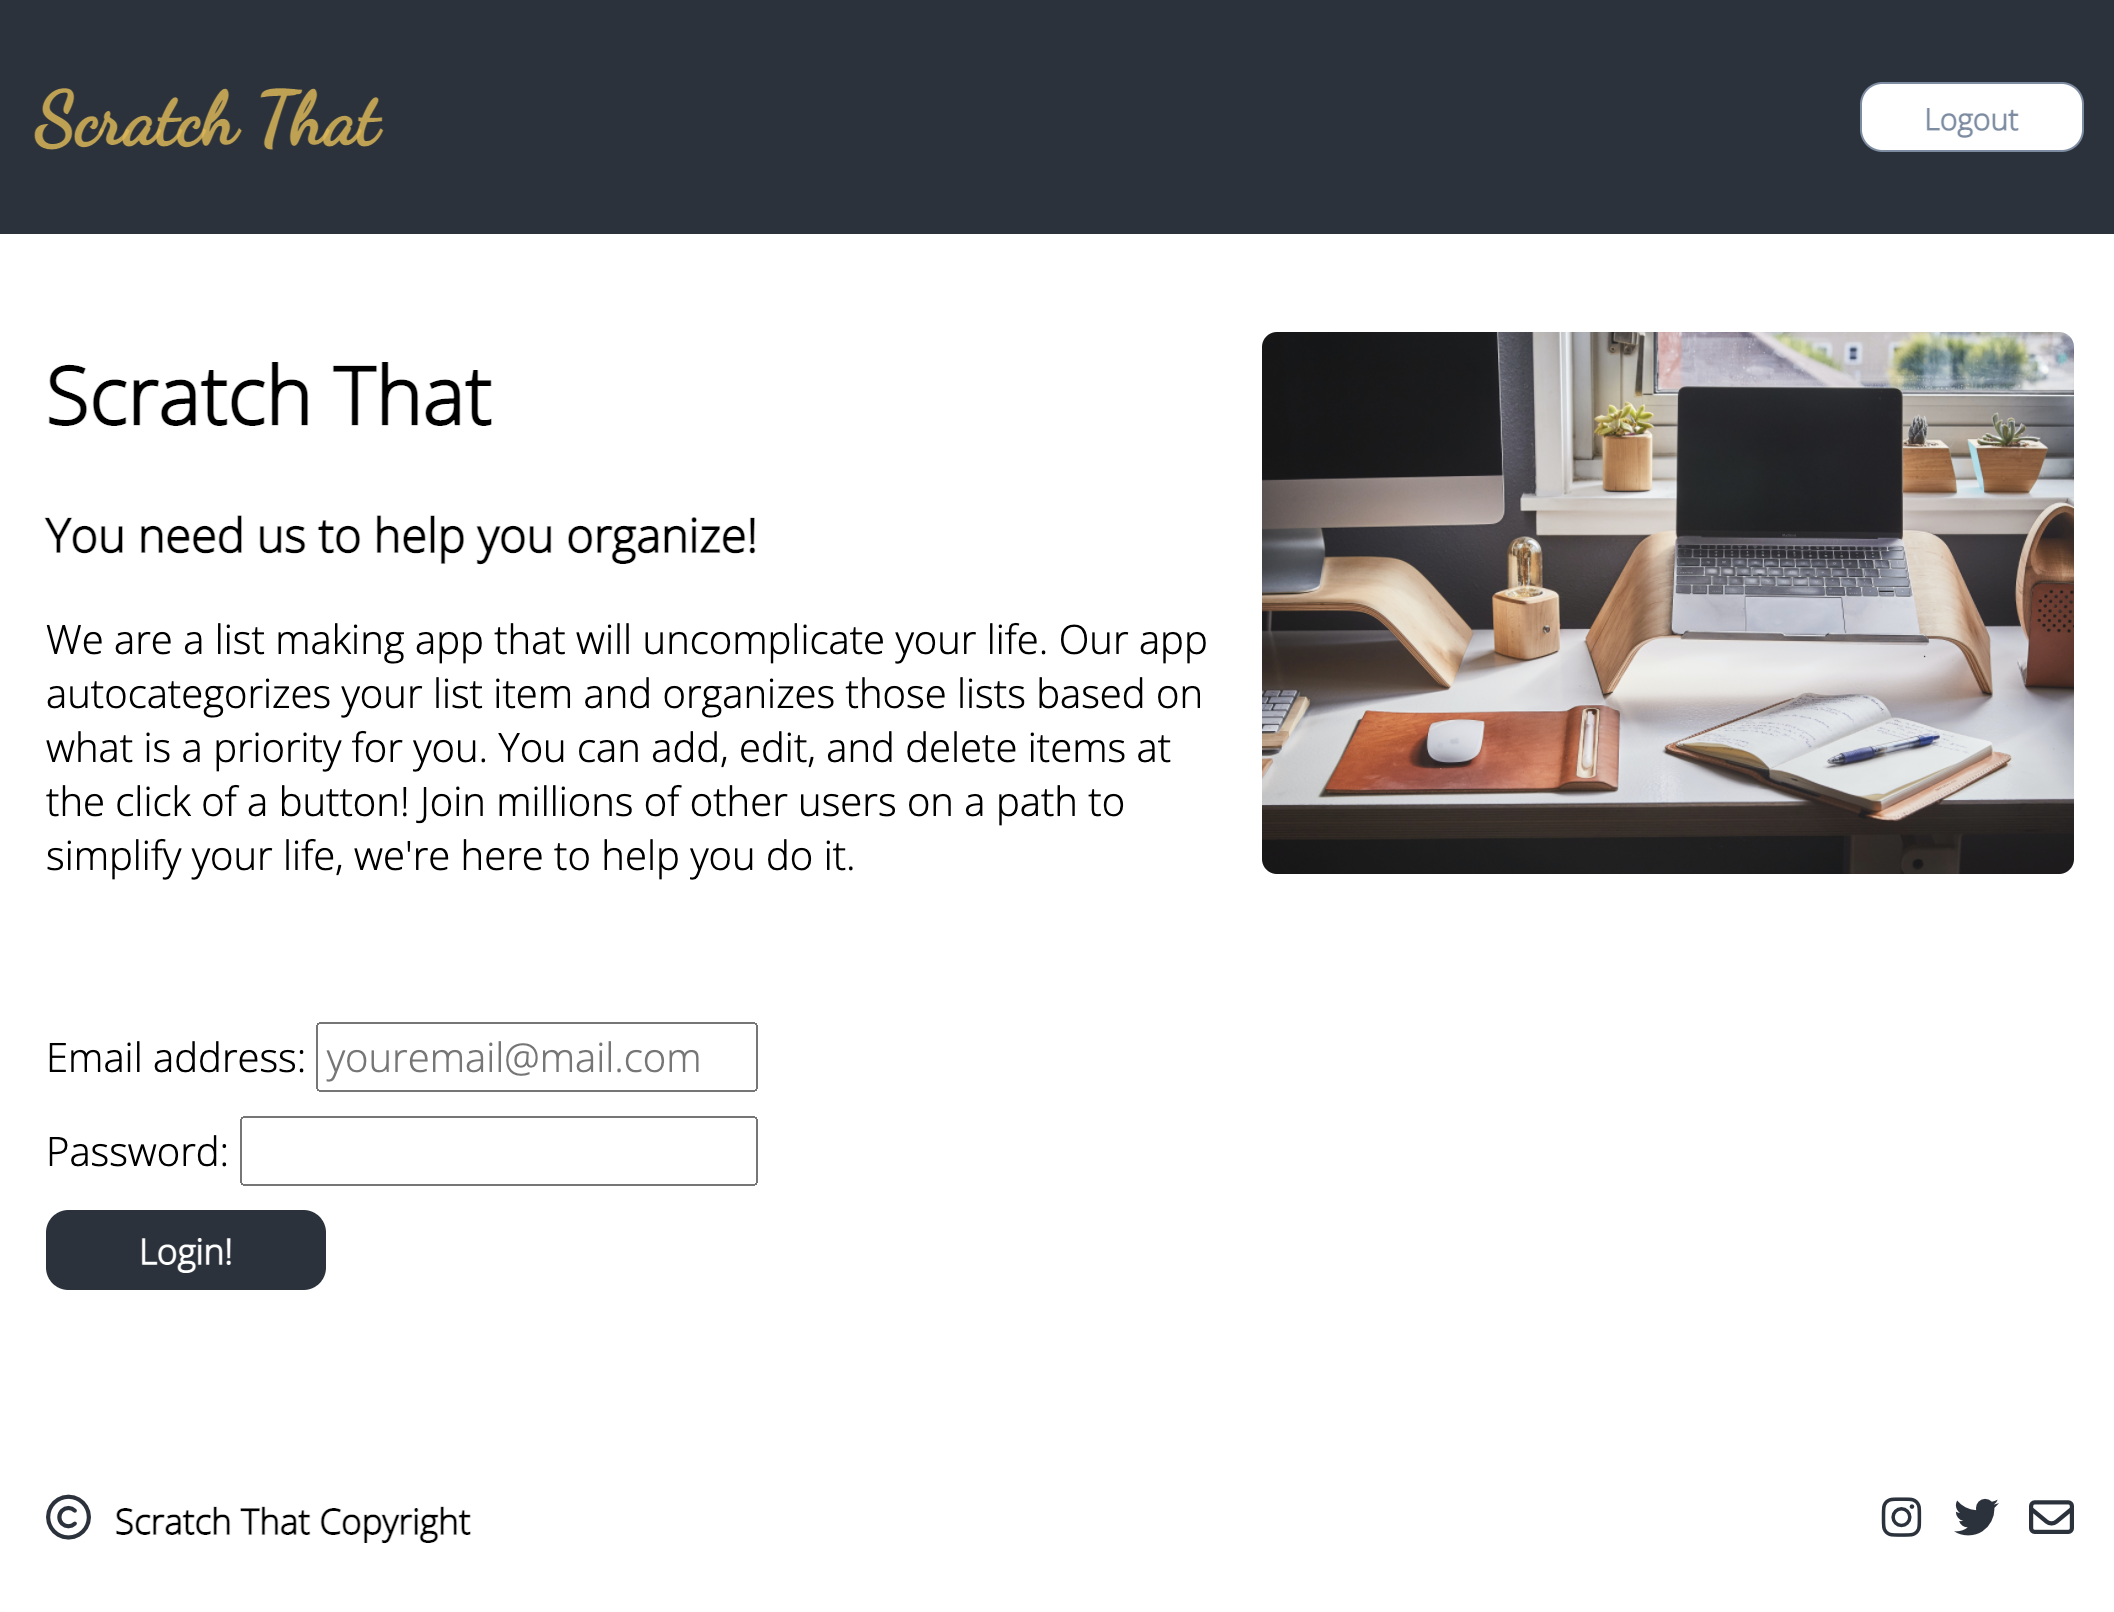 Scratch That
Logout
Scratch That
You need us to help you organize!
We are a list making app that will uncomplicate your life. Our app
autocategorizes your list item and organizes those lists based on
what is a priority for you. You can add, edit, and delete items at
the click of a button! Join millions of other users on a path to
simplify your life, we're here to help you do it.
Email address: youremail@mail.com
Password:
Login!
© Scratch That Copyright